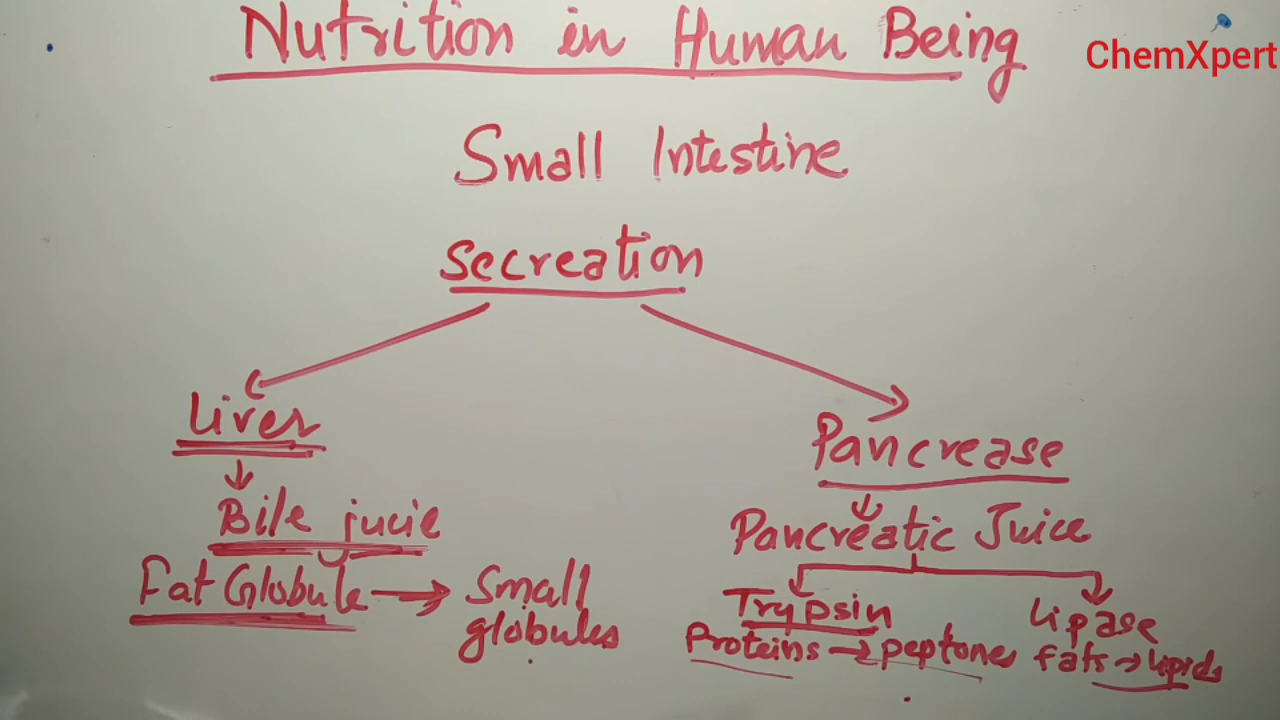 Nutrition in Human Being
ChemXpert
Small Intestine
Secreation
Liver
Pancrease
Bile jucie
Pancreatic Juice
Fat Globule → Small
globules
Trypsin
Lipase
Proteins → peptones
fats → lipids